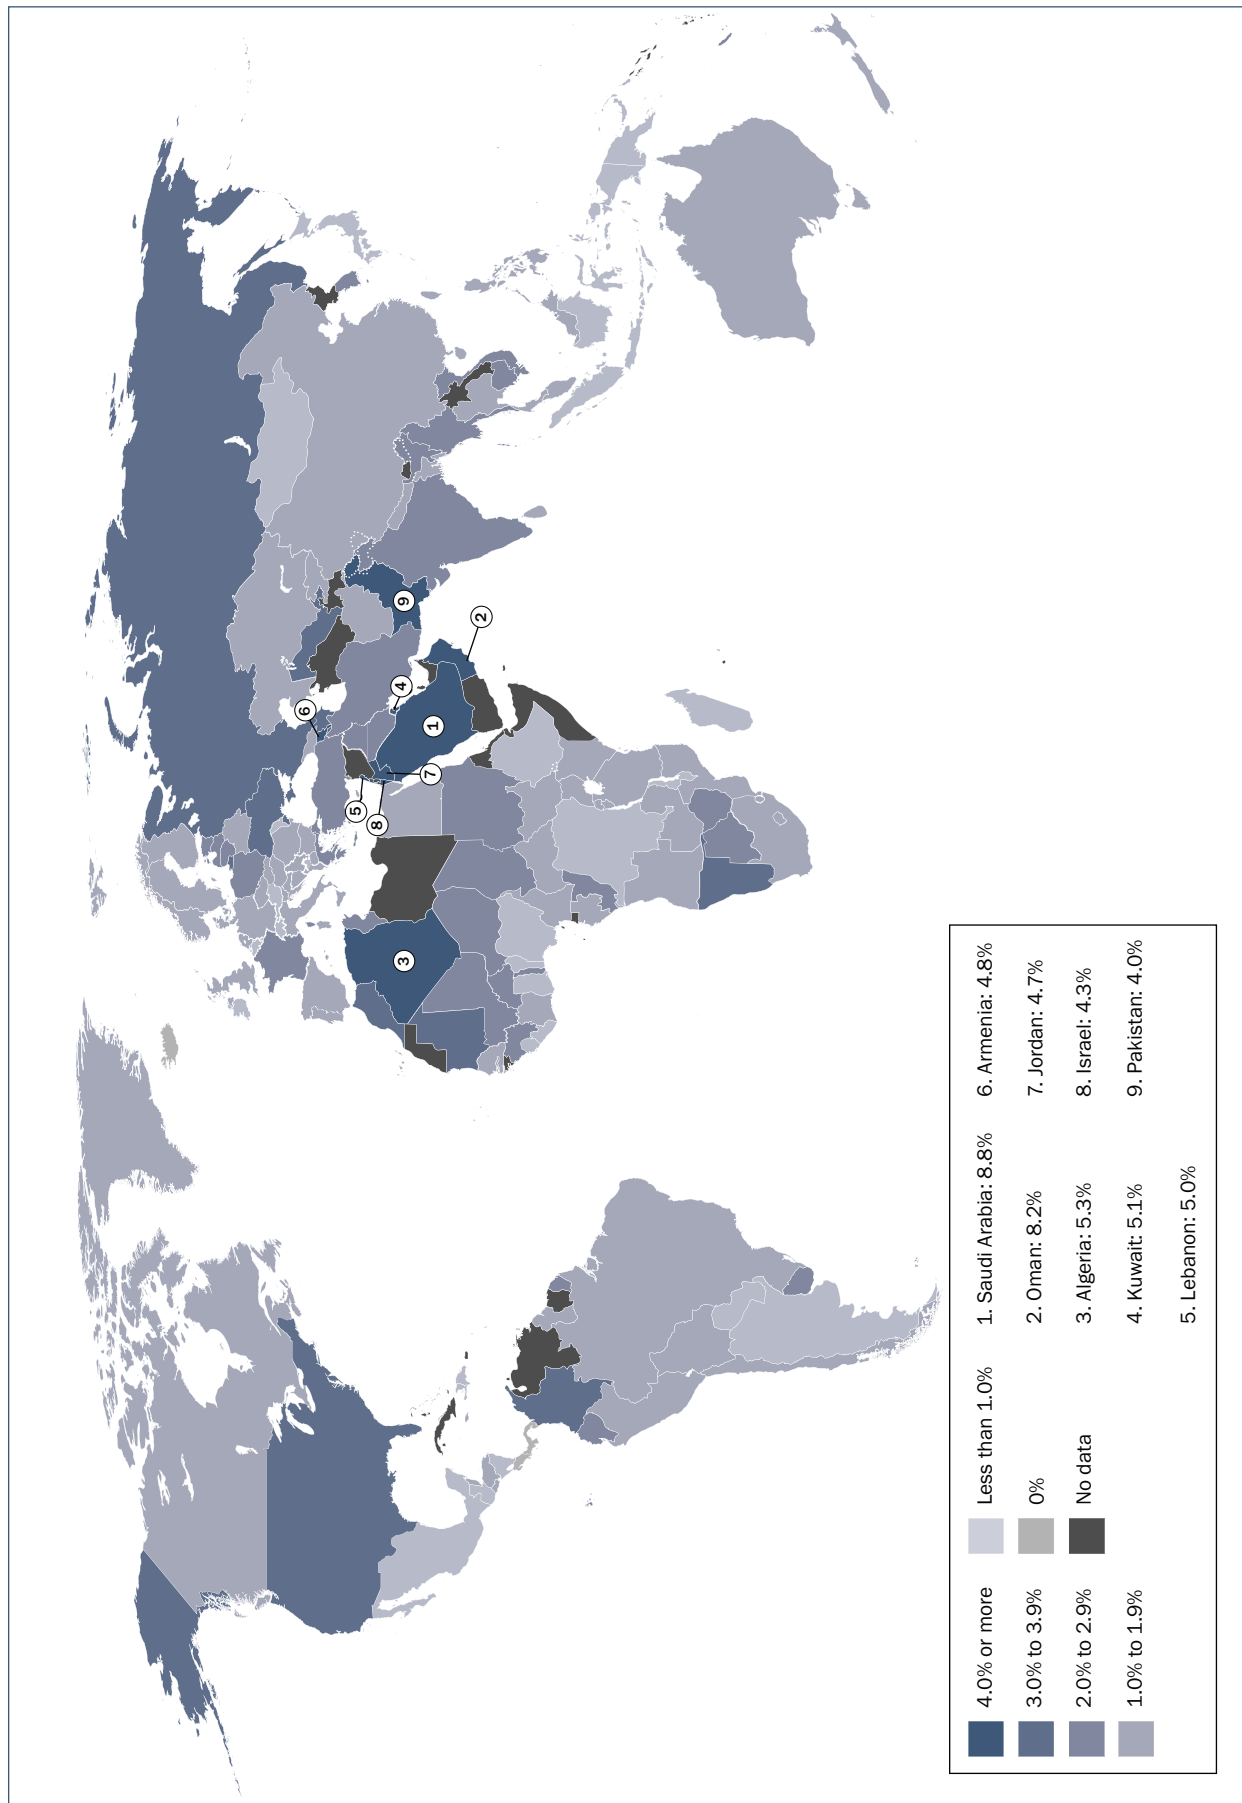 6
9
2
4
1
7
5
8
3
4.0% or more
3.0% to 3.9%
2.0% to 2.9%
1.0% to 1.9%
Less than 1.0%
0%
No data
1. Saudi Arabia: 8.8%
2. Oman: 8.2%
3. Algeria: 5.3%
4. Kuwait: 5.1%
5. Lebanon: 5.0%
6. Armenia: 4.8%
7. Jordan: 4.7%
8. Israel: 4.3%
9. Pakistan: 4.0%